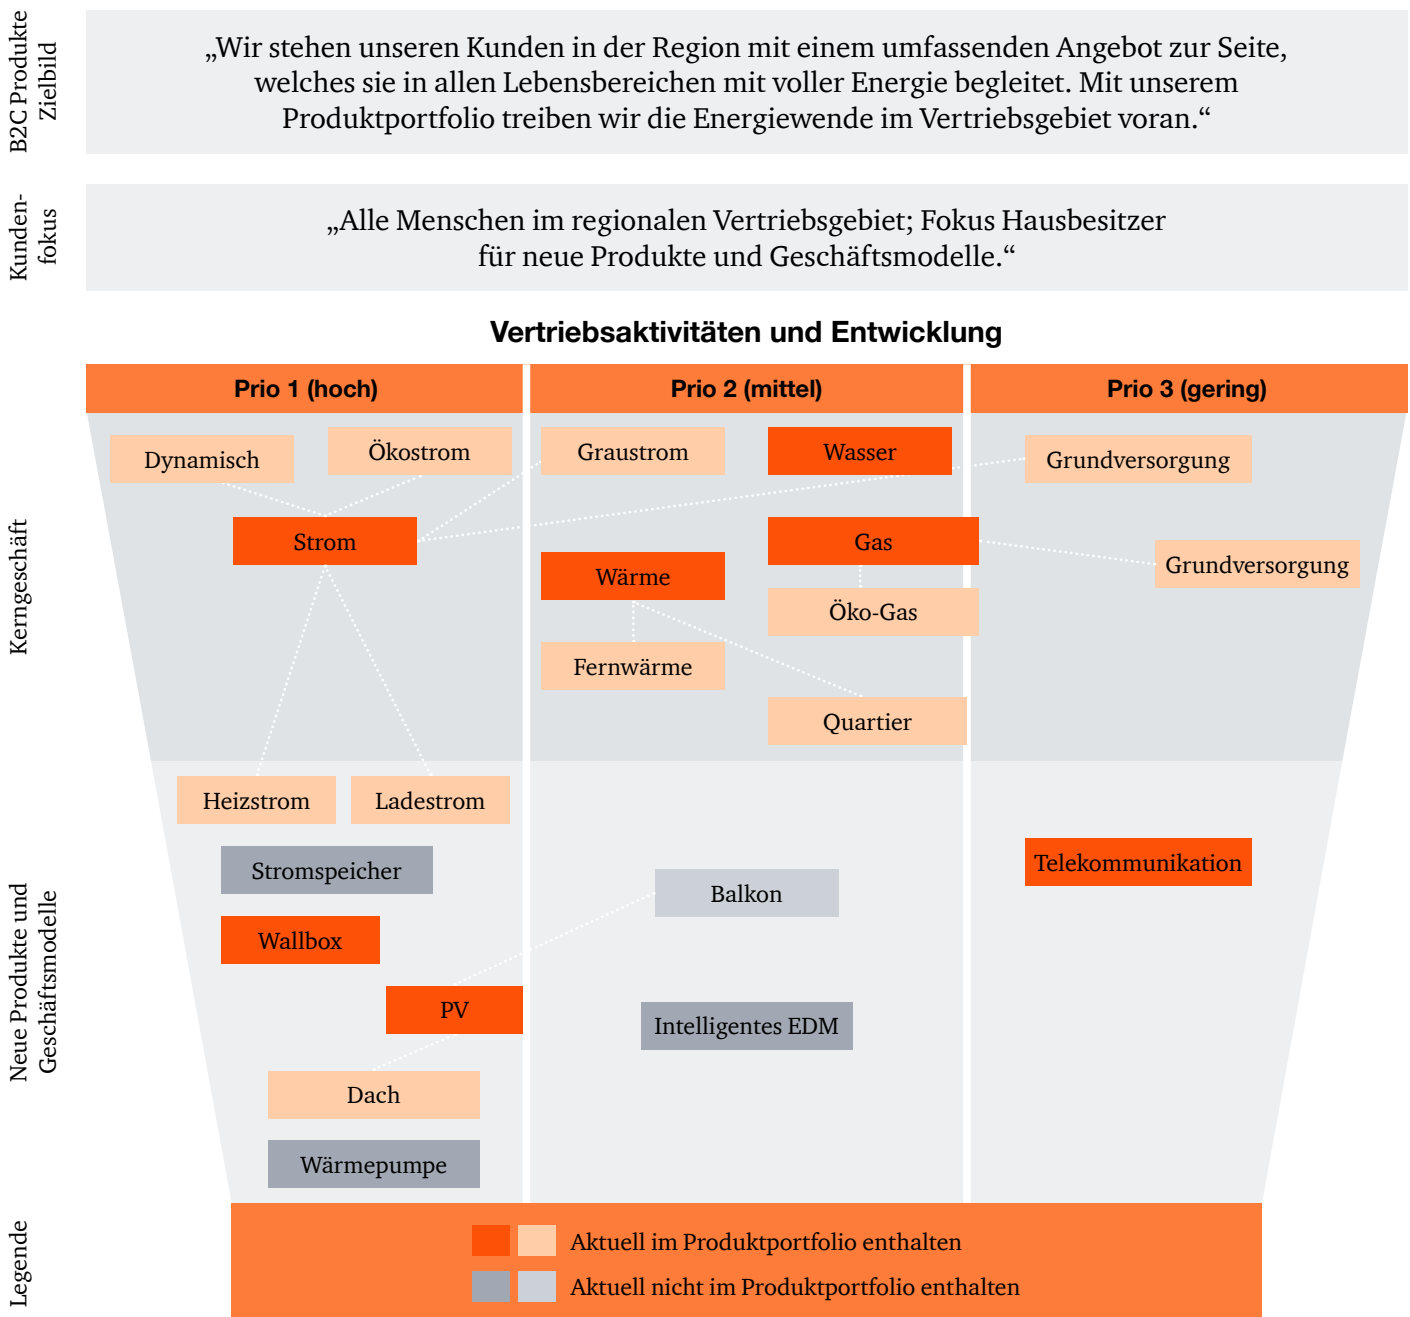 B2C Produkte
Zielbild
„Wir stehen unseren Kunden in der Region mit einem umfassenden Angebot zur Seite,
welches sie in allen Lebensbereichen mit voller Energie begleitet. Mit unserem
Produktportfolio treiben wir die Energiewende im Vertriebsgebiet voran.“
Kunden-
fokus
„Alle Menschen im regionalen Vertriebsgebiet; Fokus Hausbesitzer
für neue Produkte und Geschäftsmodelle.“
Vertriebsaktivitäten und Entwicklung
Prio 1 (hoch)
Prio 2 (mittel)
Prio 3 (gering)
Kerngeschäft
Dynamisch
Ökostrom
Graustrom
Wasser
Grundversorgung
Strom
Gas
Grundversorgung
Wärme
Öko-Gas
Fernwärme
Quartier
Neue Produkte und
Geschäftsmodelle
Heizstrom
Ladestrom
Stromspeicher
Balkon
Telekommunikation
Wallbox
PV
Intelligentes EDM
Dach
Wärmepumpe
Legende
Aktuell im Produktportfolio enthalten
Aktuell nicht im Produktportfolio enthalten